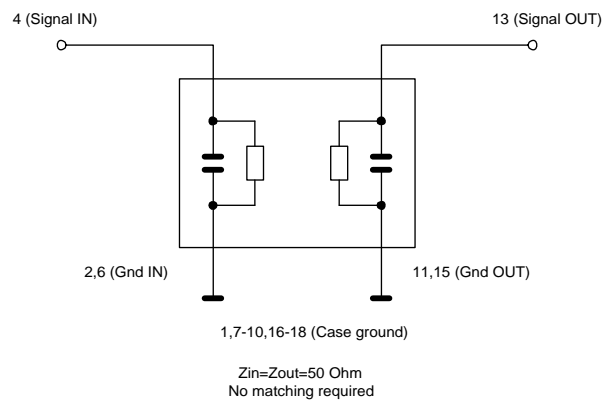 4 (Signal IN)
13 (Signal OUT)
2,6 (Gnd IN)
11,15 (Gnd OUT)
1,7-10,16-18 (Case ground)
Zin=Zout=50 Ohm
No matching required